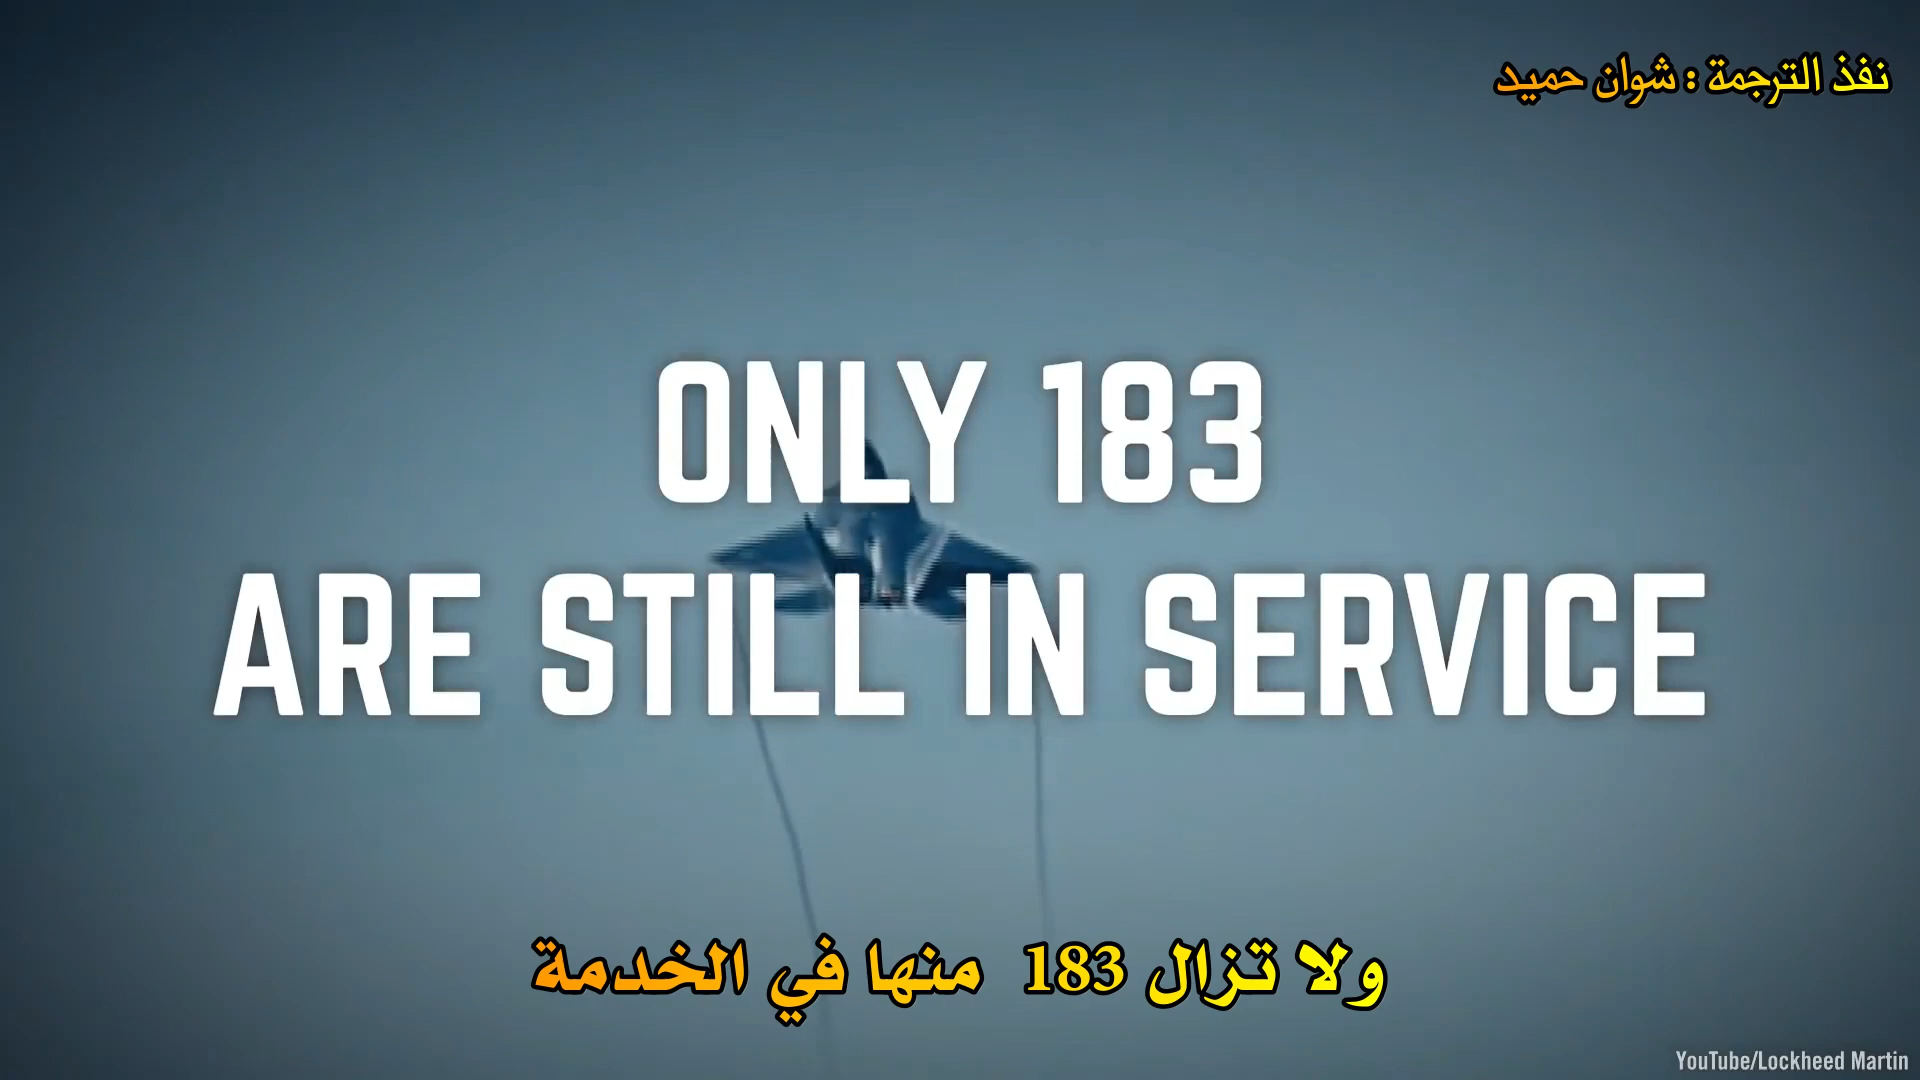 نفذ الترجمة : شوان حميد
ONLY 183
ARE STILL IN SERVICE
ولا تزال 183 منها في الخدمة
YouTube/Lockheed Martin